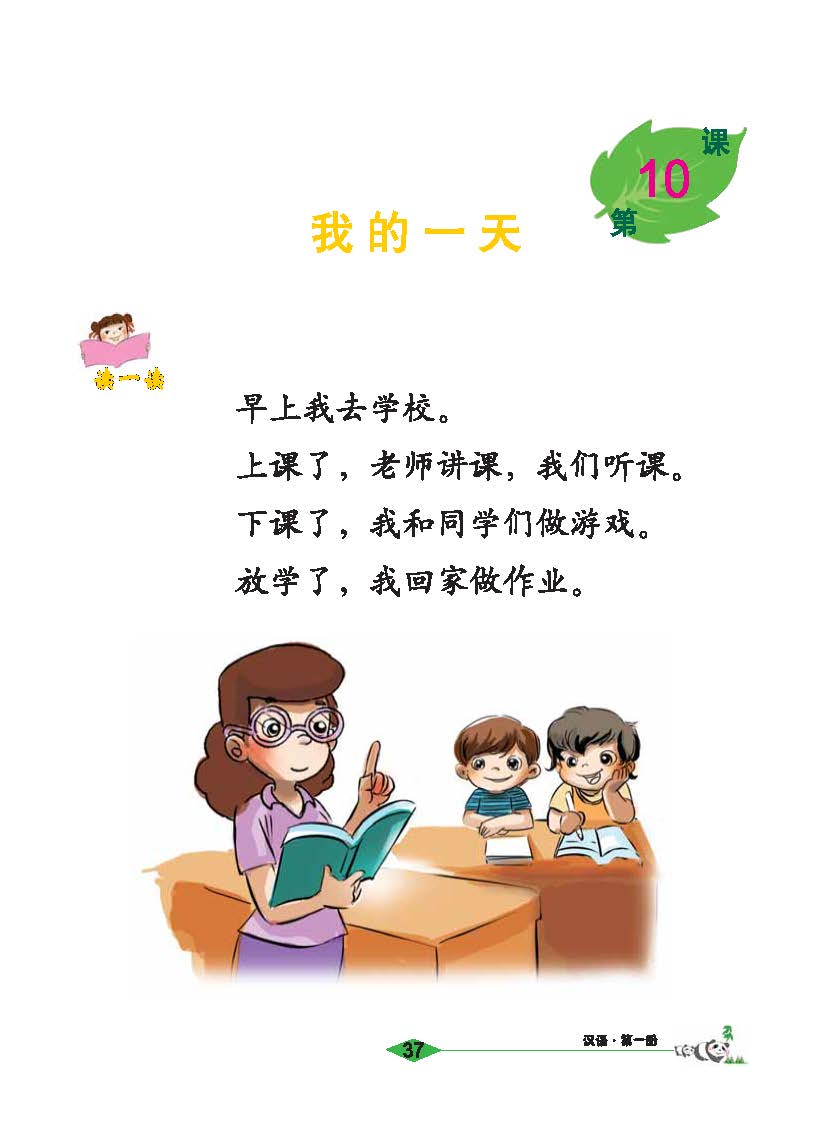 第10课
我的一天
读一读
早上我去学校。
上课了，老师讲课，我们听课。
下课了，我和同学们做游戏。
放学了，我回家做作业。
37
汉语·第一册